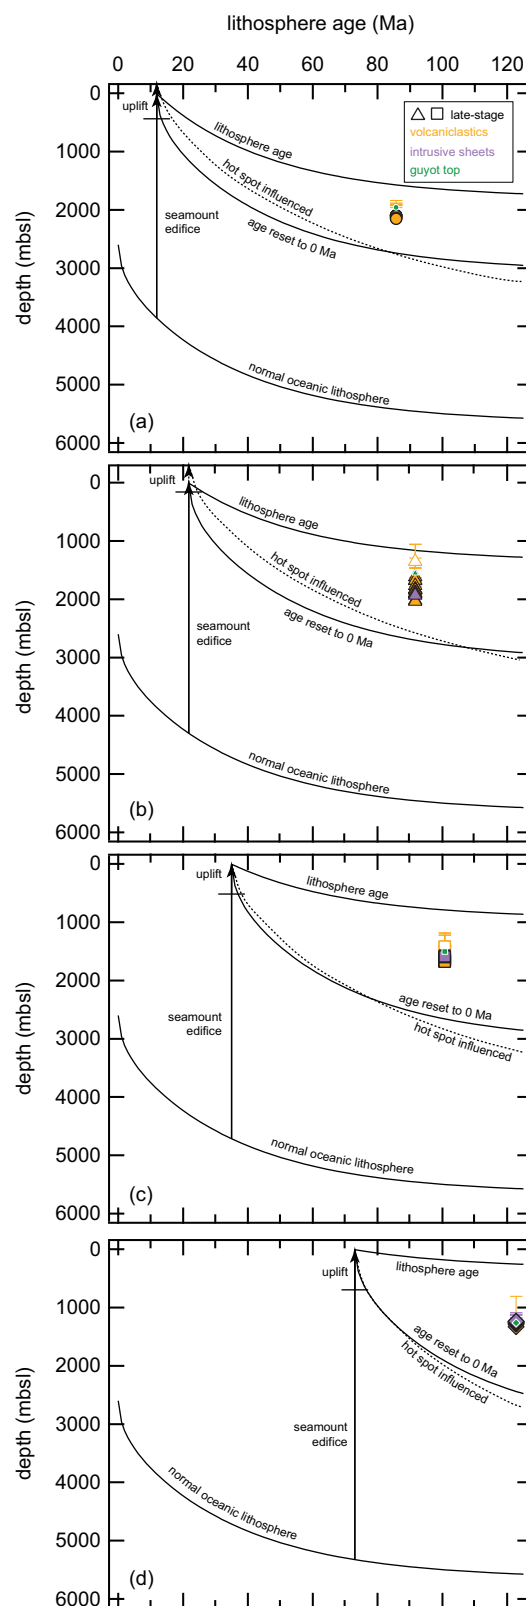 lithosphere age (Ma)
0 20 40 60 80 100 120
0
1000
2000
3000
4000
5000
6000
depth (mbsl)
uplift
late-stage
volcaniclastics
intrusive sheets
guyot top
lithosphere age
hot spot influenced
age reset to 0 Ma
seamount
edifice
normal oceanic lithosphere
(a)
0
1000
2000
3000
4000
5000
6000
depth (mbsl)
uplift
lithosphere age
hot spot influenced
age reset to 0 Ma
seamount
edifice
normal oceanic lithosphere
(b)
0
1000
2000
3000
4000
5000
6000
depth (mbsl)
uplift
lithosphere age
age reset to 0 Ma
hot spot influenced
seamount
edifice
normal oceanic lithosphere
(c)
0
1000
2000
3000
4000
5000
6000
depth (mbsl)
uplift
lithosphere age
age reset to 0 Ma
hot spot influenced
seamount
edifice
normal oceanic lithosphere
(d)